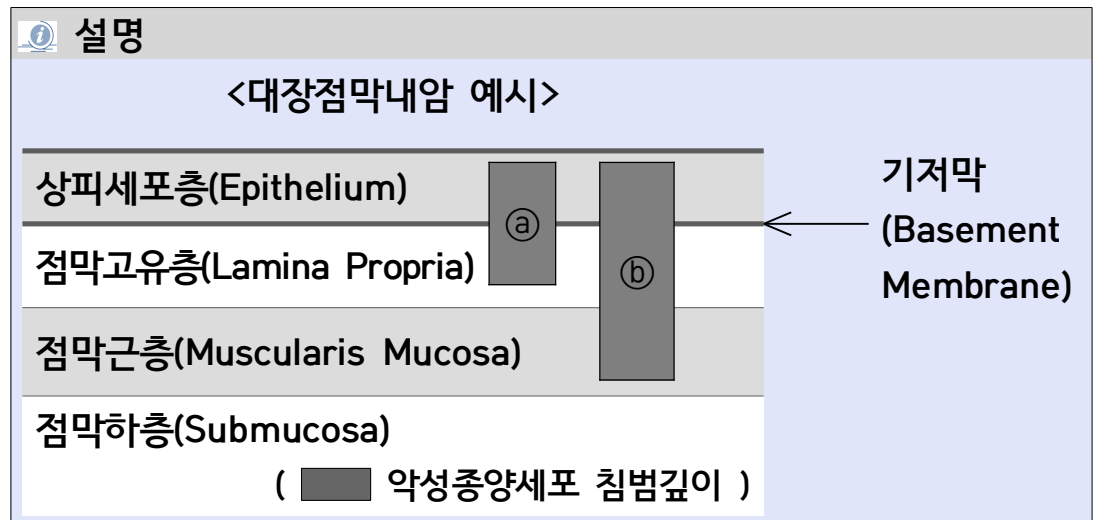 설명
<대장점막내암 예시>
상피세포층(Epithelium)
기저막
(Basement
Membrane)
ⓐ
점막고유층(Lamina Propria)
ⓑ
점막근층(Muscularis Mucosa)
점막하층(Submucosa)
( 악성종양세포 침범깊이 )